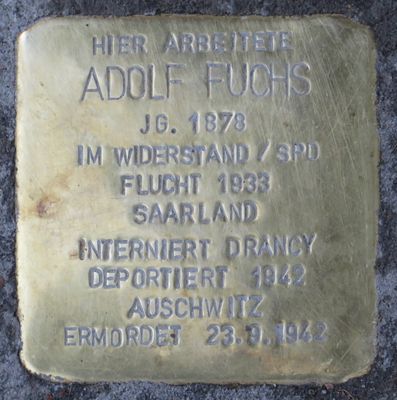 HIER ARBEITETE
ADOLF FUCHS
JG. 1878
IM WIDERSTAND / SPD
FLUCHT 1933
SAARLAND
INTERNIERT DRANCY
DEPORTIERT 1942
AUSCHWITZ
ERMORDET 23.9.1942